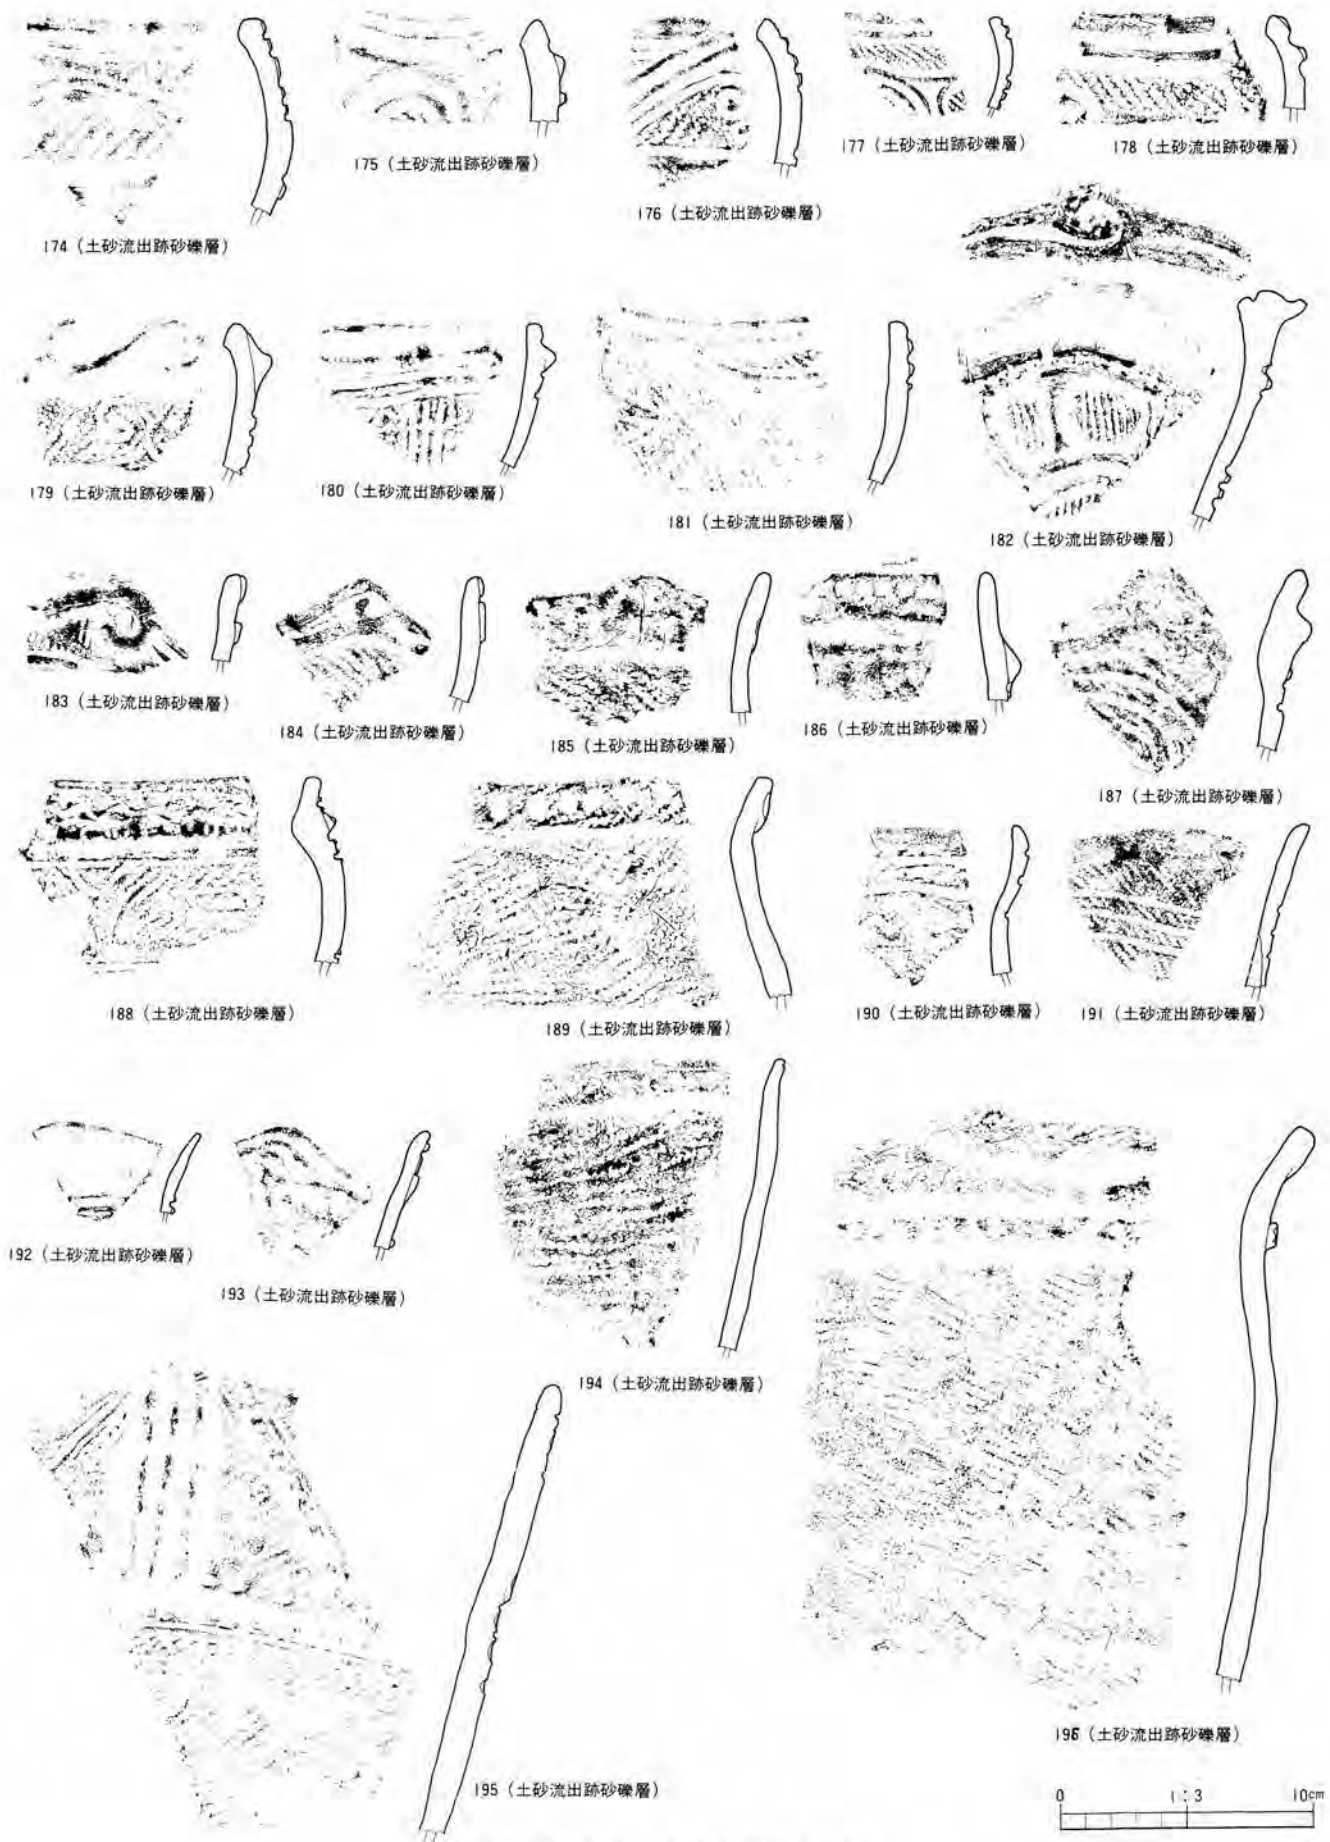 174 (土砂流出跡砂礫層)
175 (土砂流出跡砂礫層)
176 (土砂流出跡砂礫層)
177 (土砂流出跡砂礫層)
178 (土砂流出跡砂礫層)
179 (土砂流出跡砂礫層)
180 (土砂流出跡砂礫層)
181 (土砂流出跡砂礫層)
182 (土砂流出跡砂礫層)
183 (土砂流出跡砂礫層)
184 (土砂流出跡砂礫層)
185 (土砂流出跡砂礫層)
186 (土砂流出跡砂礫層)
187 (土砂流出跡砂礫層)
188 (土砂流出跡砂礫層)
189 (土砂流出跡砂礫層)
190 (土砂流出跡砂礫層)
191 (土砂流出跡砂礫層)
192 (土砂流出跡砂礫層)
193 (土砂流出跡砂礫層)
194 (土砂流出跡砂礫層)
195 (土砂流出跡砂礫層)
196 (土砂流出跡砂礫層)
0 1:3 10cm